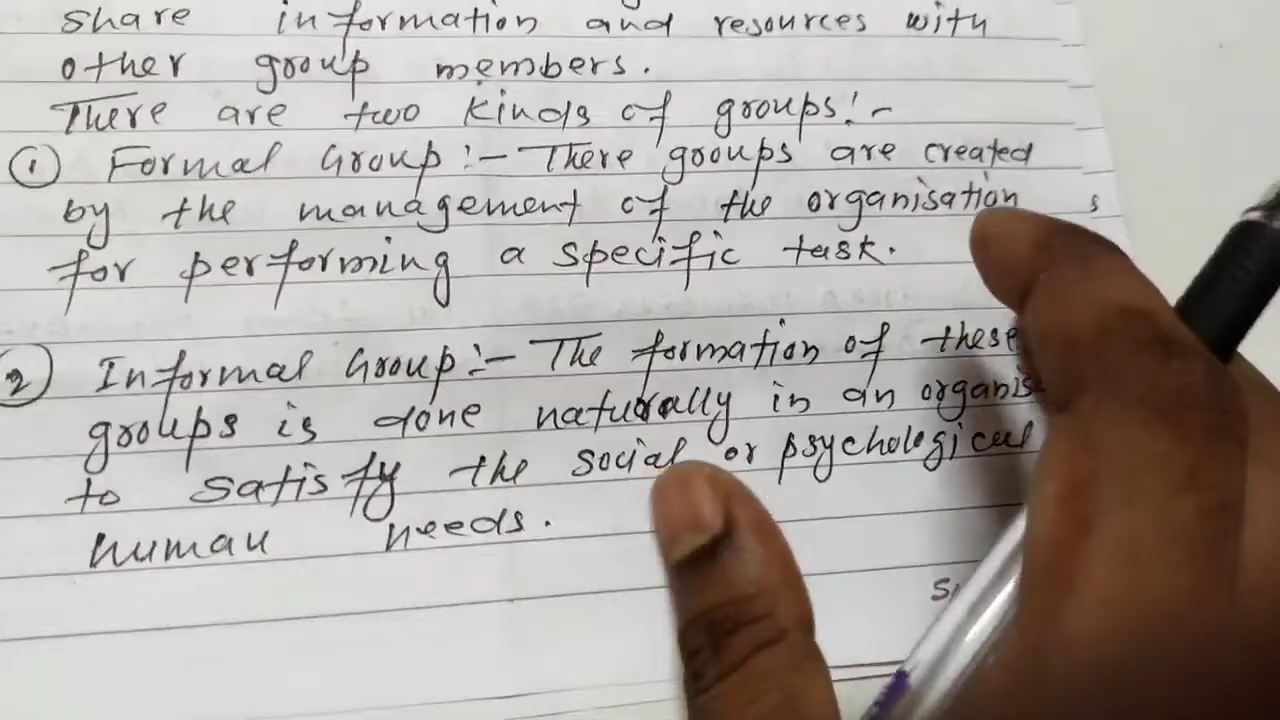 share information and resources with
other group members.
There are two kinds of groups:-
① Formal Group:- There groups are created
by the management of the organisation
for performing a specific task.
② Informal Group:- The formation of these
groups is done naturally in an organis
to satisfy the social or psychological
human needs.